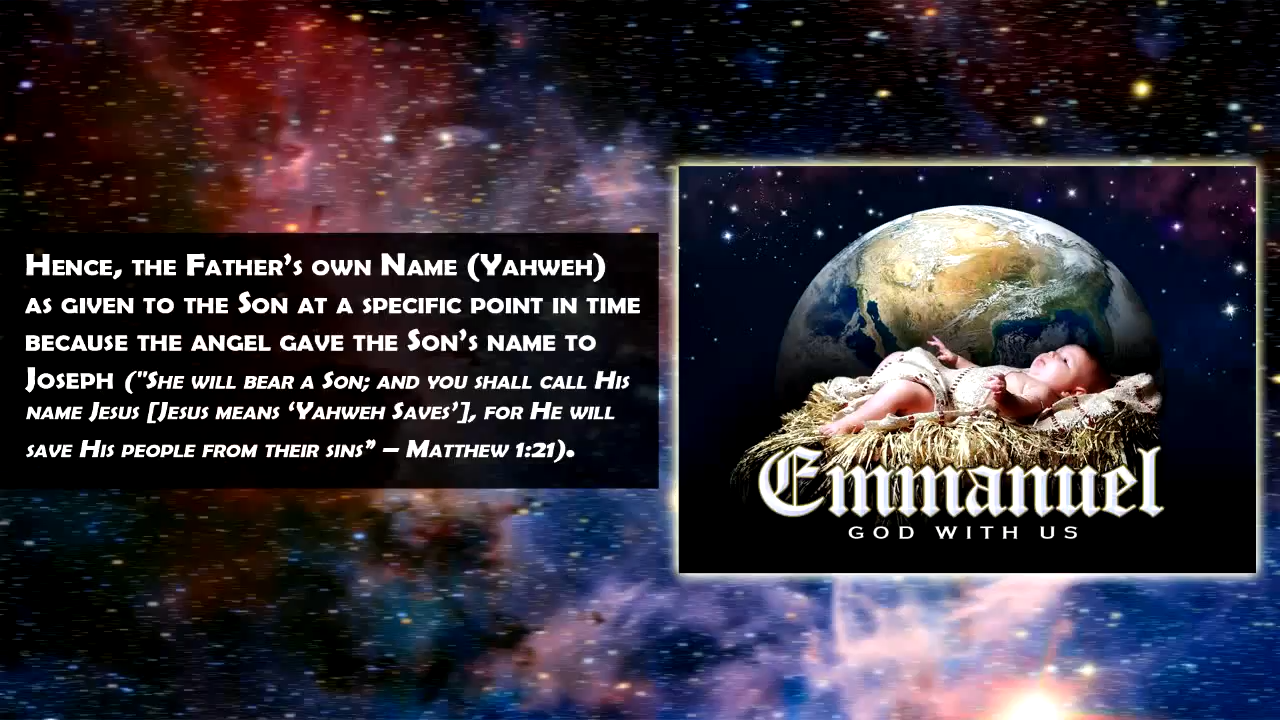 Hence, the Father's own Name (Yahweh)
as given to the Son at a specific point in time
because the angel gave the Son's name to
Joseph ("She will bear a Son; and you shall call His
name Jesus [Jesus means ‘Yahweh Saves’], for He will
save His people from their sins” – Matthew 1:21).
Emmanuel
GOD WITH US